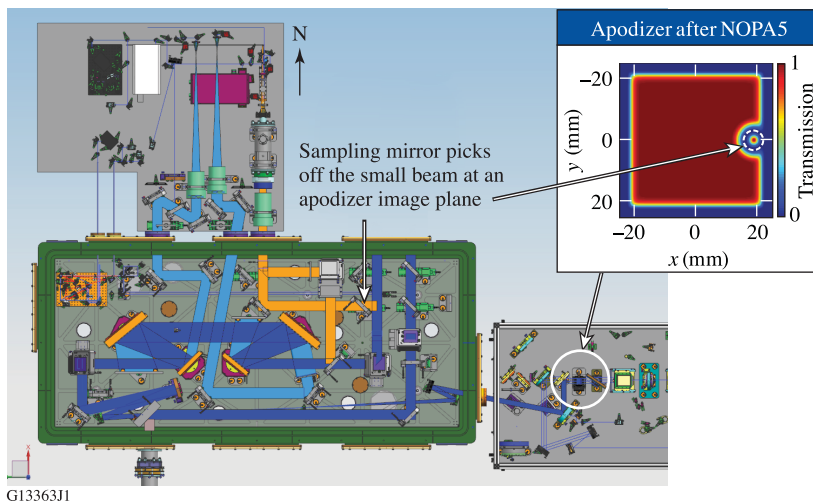 N
Sampling mirror picks
off the small beam at an
apodizer image plane
Apodizer after NOPA5
−20
0
20
y (mm)
−20
0
20
x (mm)
1
0
Transmission
G13363J1